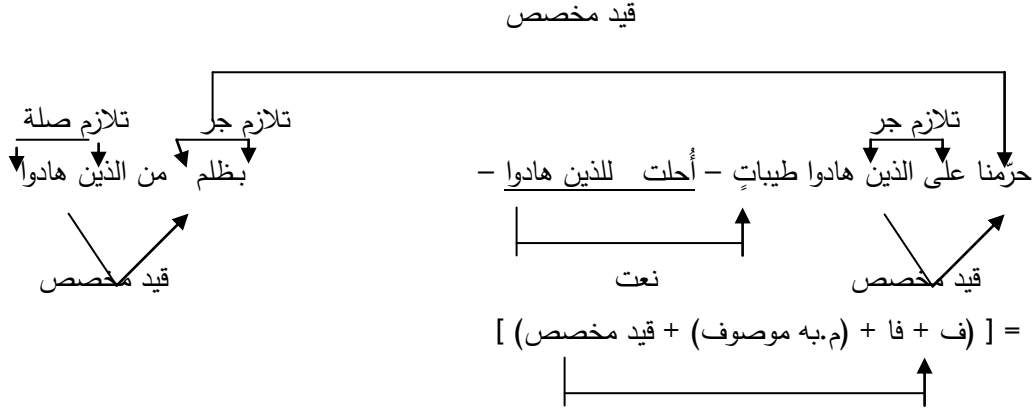 قيد مخصص
تلازم جر تلازم جر تلازم صلة
حرّمنا على الذين هادوا طيباتٍ – أُحلت للذين هادوا – بظلم من الذين هادوا
قيد مخصص نعت قيد مخصص
= [ (ف + فا + (م.به موصوف) + قيد مخصص) ]